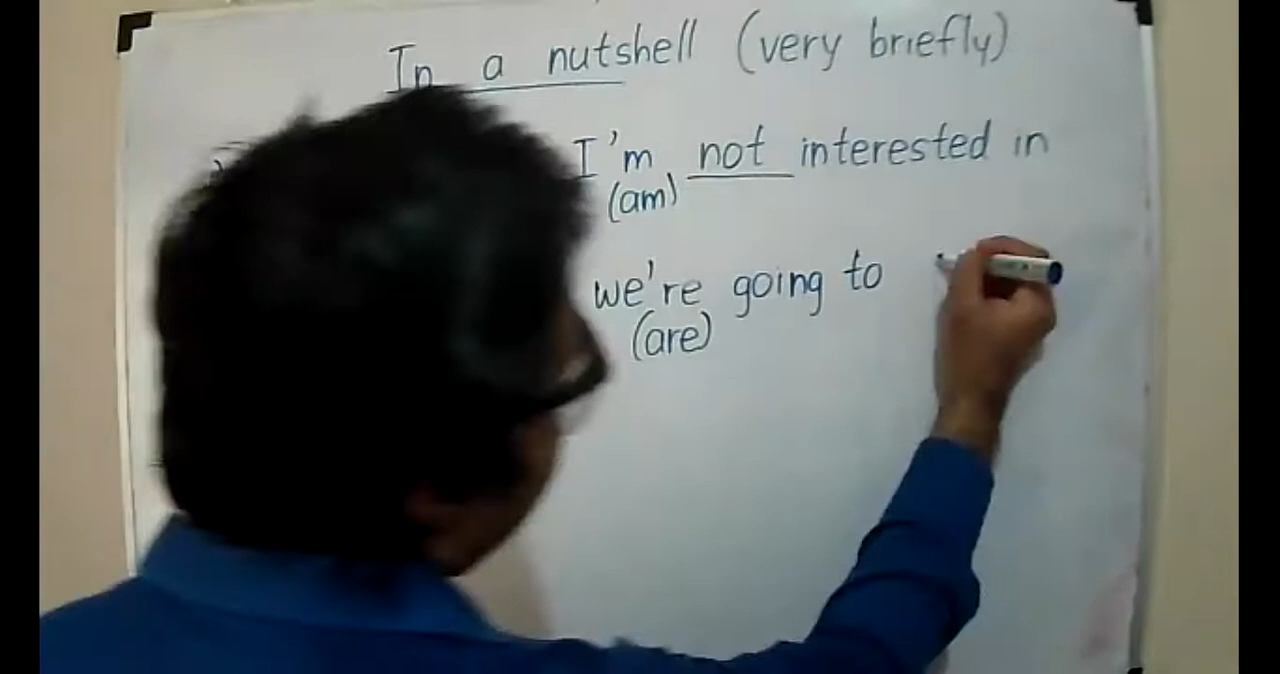 In a nutshell (very briefly)
I'm not interested in
(am)
we're going to
(are)